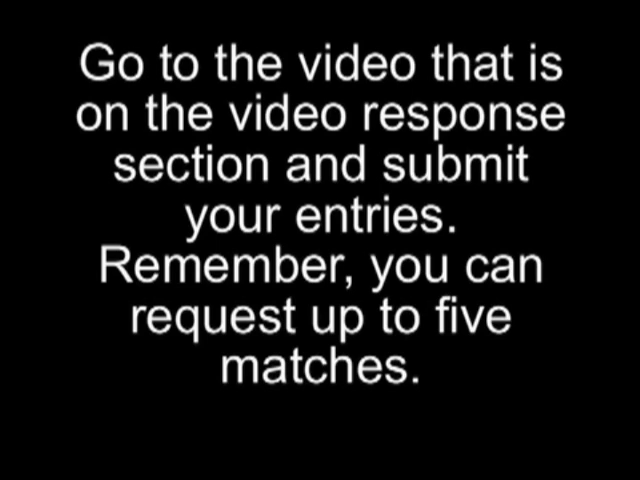 Go to the video that is
on the video response
section and submit
your entries.
Remember, you can
request up to five
matches.